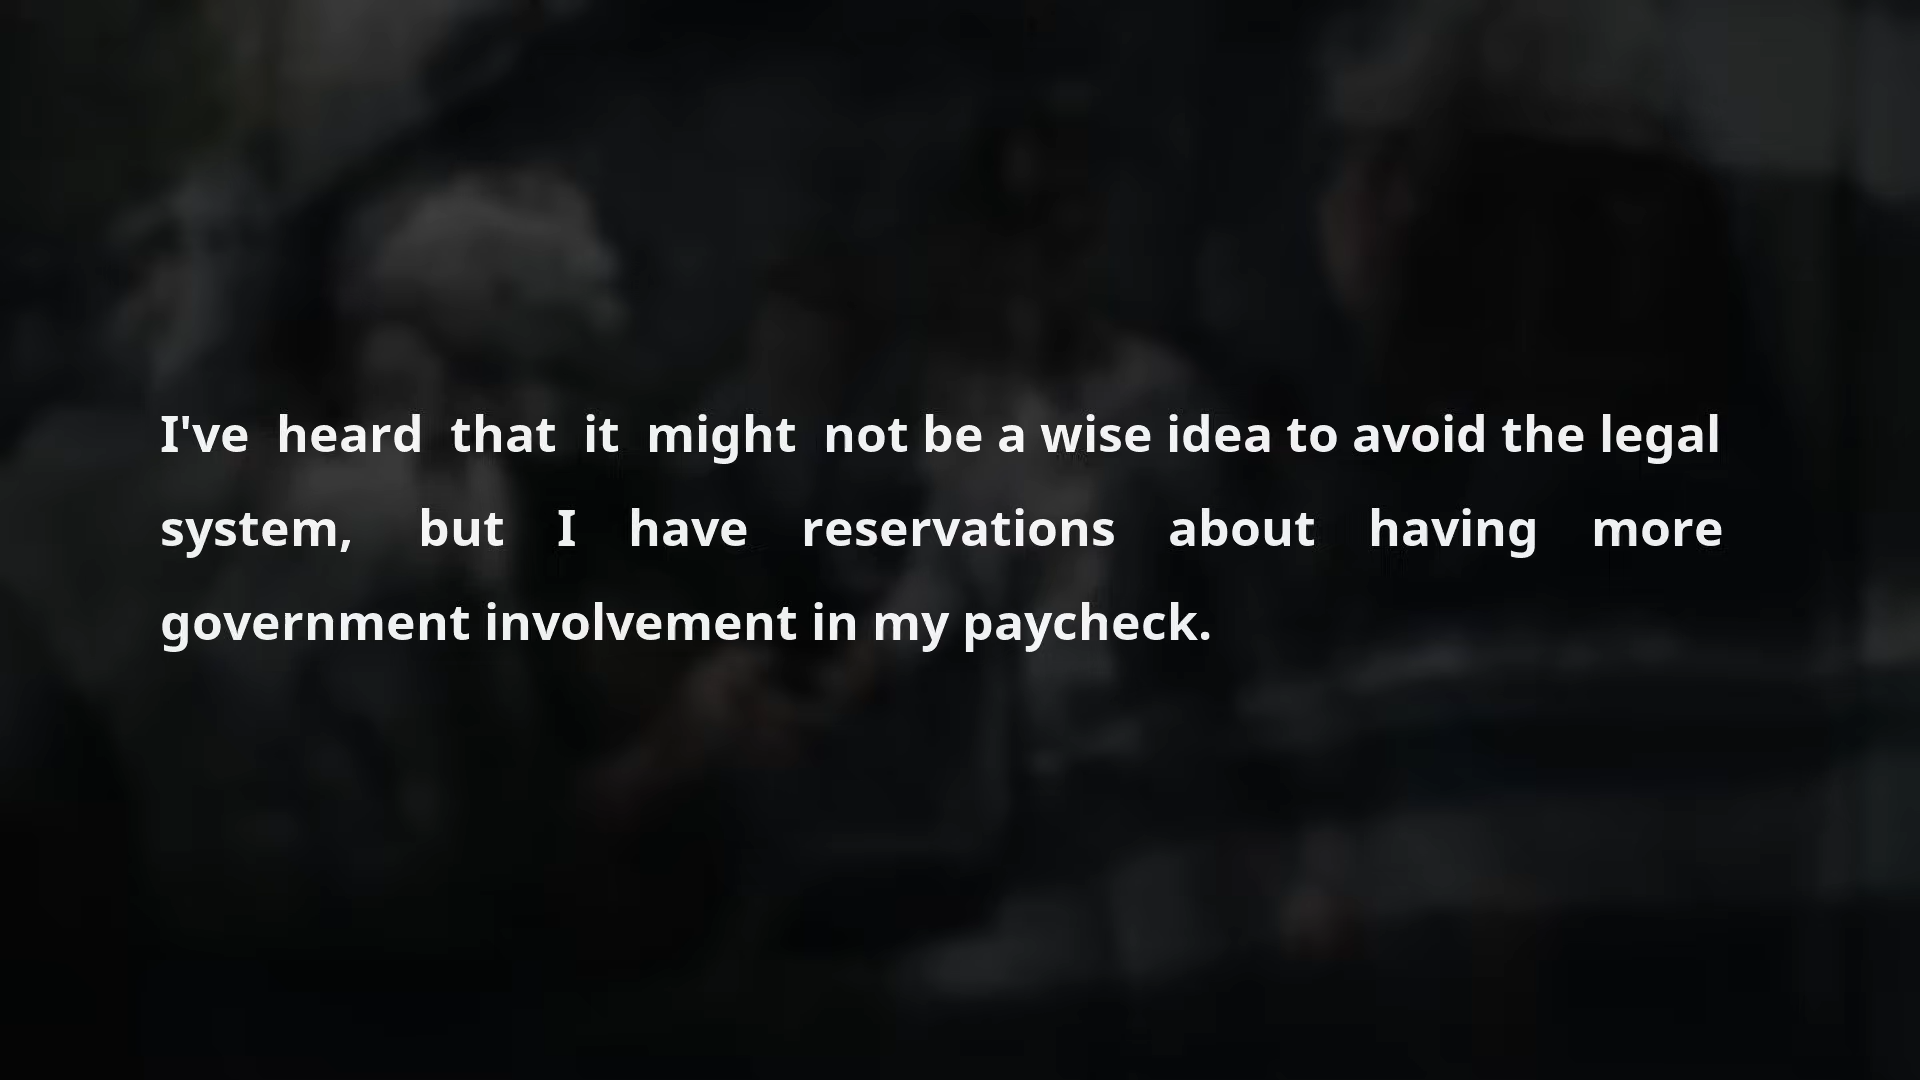 I've heard that it might not be a wise idea to avoid the legal
system, but I have reservations about having more
government involvement in my paycheck.